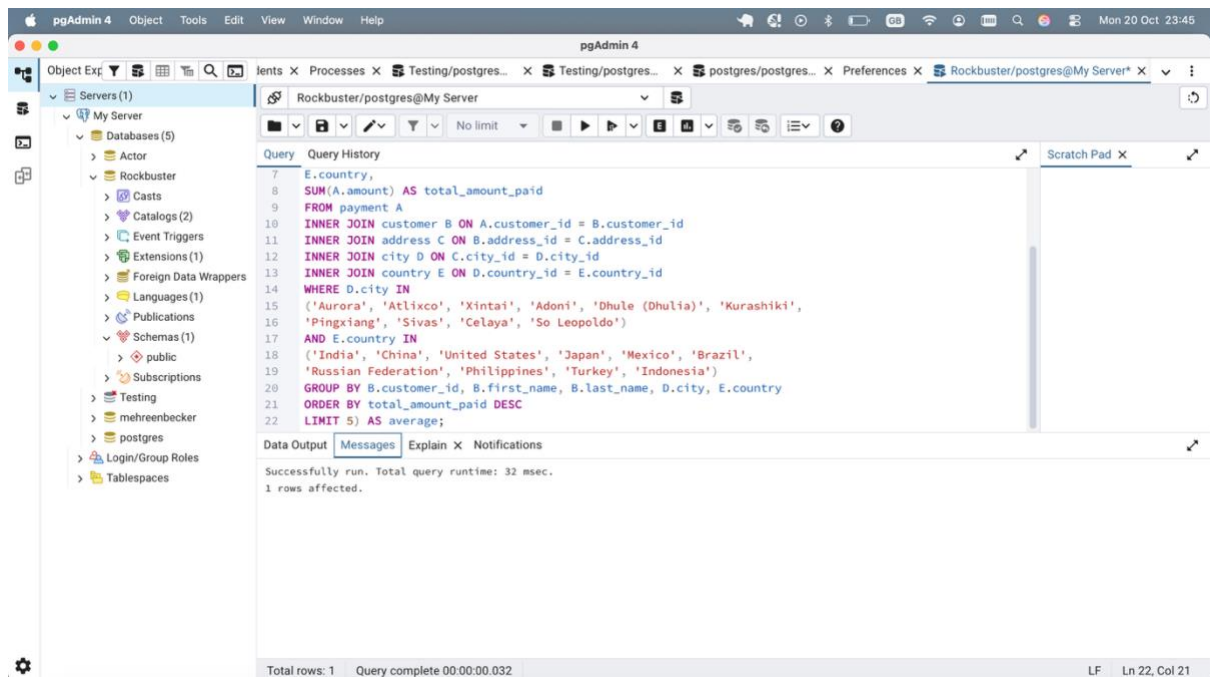 pgAdmin 4 Object Tools Edit View Window Help GB Mon 20 Oct 23:45
pgAdmin 4
Object Exp lents Processes Testing/postgres... Testing/postgres... postgres/postgres... Preferences Rockbuster/postgres@My Server*
Servers (1)
My Server
Databases (5)
Actor
Rockbuster
Casts
Catalogs (2)
Event Triggers
Extensions (1)
Foreign Data Wrappers
Languages (1)
Publications
Schemas (1)
public
Subscriptions
Testing
mehreenbecker
postgres
Login/Group Roles
Tablespaces
Rockbuster/postgres@My Server
No limit
E
Query Query History
Scratch Pad
7 E.country,
8 SUM(A.amount) AS total_amount_paid
9 FROM payment A
10 INNER JOIN customer B ON A.customer_id = B.customer_id
11 INNER JOIN address C ON B.address_id = C.address_id
12 INNER JOIN city D ON C.city_id = D.city_id
13 INNER JOIN country E ON D.country_id = E.country_id
14 WHERE D.city IN
15 ('Aurora', 'Atlixco', 'Xintai', 'Adoni', 'Dhule (Dhulia)', 'Kurashiki',
16 'Pingxiang', 'Sivas', 'Celaya', 'So Leopoldo')
17 AND E.country IN
18 ('India', 'China', 'United States', 'Japan', 'Mexico', 'Brazil',
19 'Russian Federation', 'Philippines', 'Turkey', 'Indonesia')
20 GROUP BY B.customer_id, B.first_name, B.last_name, D.city, E.country
21 ORDER BY total_amount_paid DESC
22 LIMIT 5) AS average;
Data Output Messages Explain Notifications
Successfully run. Total query runtime: 32 msec.
1 rows affected.
Total rows: 1 Query complete 00:00:00.032 LF Ln 22, Col 21